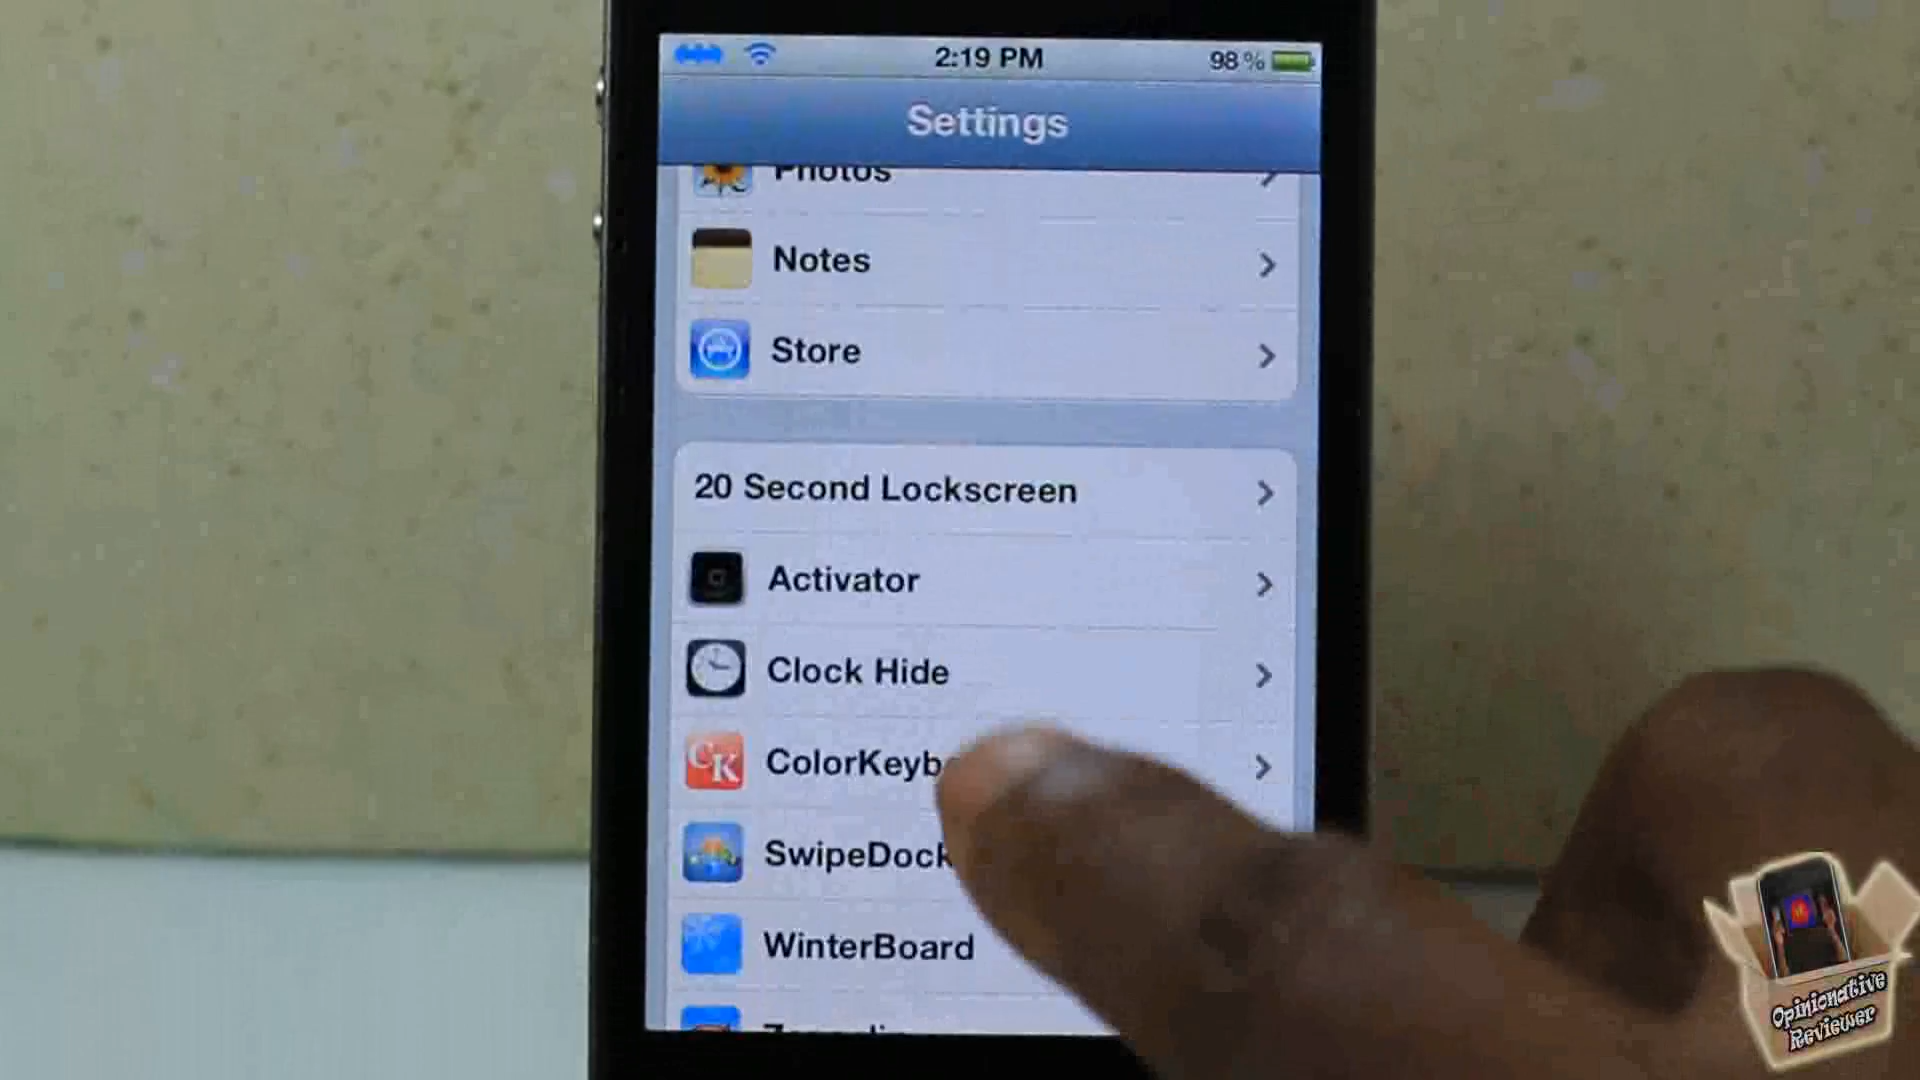 2:19 PM
98 %
Settings
Photos
Notes
Store
20 Second Lockscreen
Activator
Clock Hide
CK
ColorKeyb
SwipeDock
WinterBoard
Opinionative
Reviewer